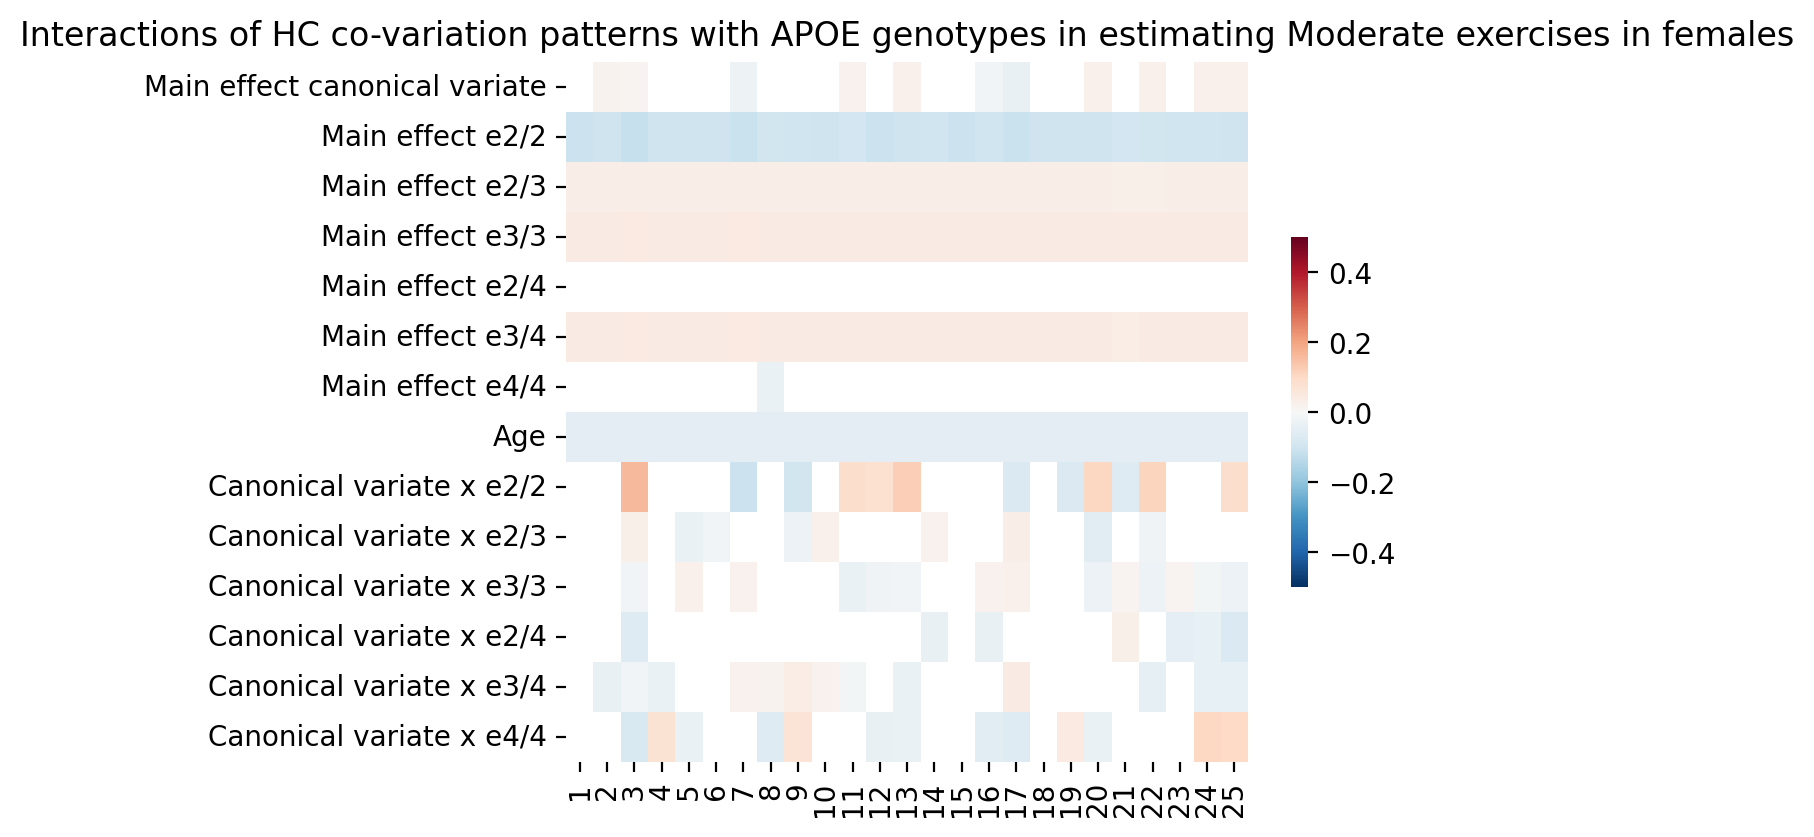 Interactions of HC co-variation patterns with APOE genotypes in estimating Moderate exercises in females
Main effect canonical variate
Main effect e2/2
Main effect e2/3
Main effect e3/3
Main effect e2/4
Main effect e3/4
Main effect e4/4
Age
Canonical variate x e2/2
Canonical variate x e2/3
Canonical variate x e3/3
Canonical variate x e2/4
Canonical variate x e3/4
Canonical variate x e4/4
1 2 3 4 5 6 7 8 9 10 11 12 13 14 15 16 17 18 19 20 21 22 23 24 25
0.4
0.2
0.0
−0.2
−0.4